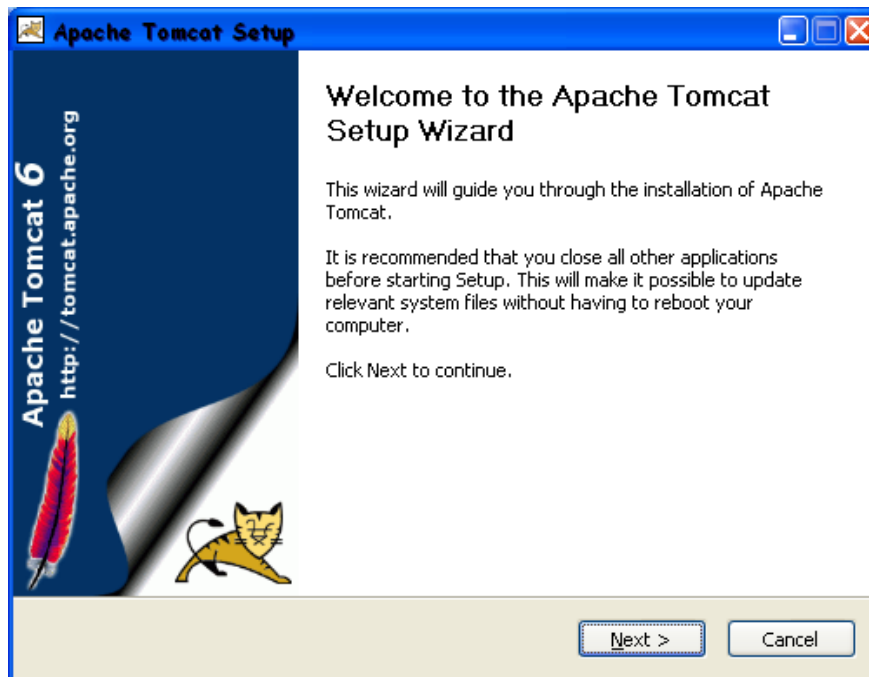 Apache Tomcat Setup
Apache Tomcat 6
http://tomcat.apache.org
Welcome to the Apache Tomcat
Setup Wizard
This wizard will guide you through the installation of Apache
Tomcat.
It is recommended that you close all other applications
before starting Setup. This will make it possible to update
relevant system files without having to reboot your
computer.
Click Next to continue.
Next >
Cancel